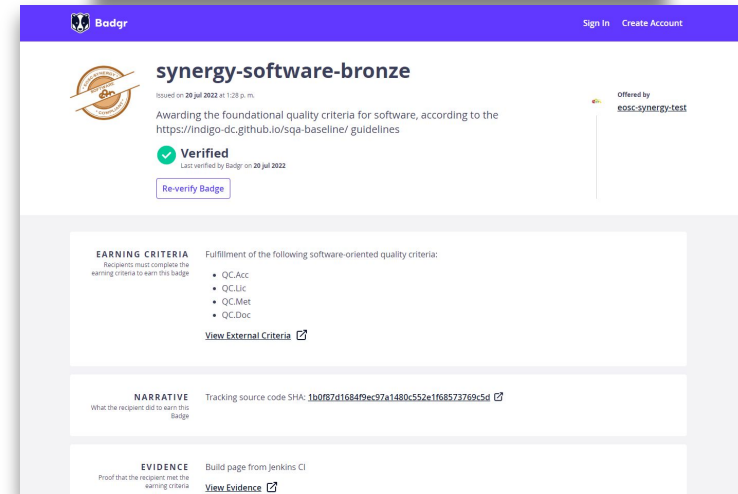 Badgr
Sign In Create Account
synergy-software-bronze
Issued on 20 jul 2022 at 1:28 p. m.
Awarding the foundational quality criteria for software, according to the
https://indigo-dc.github.io/sqa-baseline/ guidelines
Verified
Last verified by Badgr on 20 jul 2022
Re-verify Badge
Offered by
eosc-synergy-test
EOSC-SYNERGY
SOFTWARE
COMPLIANT
EARNING CRITERIA
Recipients must complete the
earning criteria to earn this badge
Fulfillment of the following software-oriented quality criteria:
• QC.Acc
• QC.Lic
• QC.Met
• QC.Doc
View External Criteria
NARRATIVE
What the recipient did to earn this
Badge
Tracking source code SHA: 1b0f87d1684f9ec97a1480c552e1f68573769c5d
EVIDENCE
Proof that the recipient met the
earning criteria
Build page from Jenkins CI
View Evidence